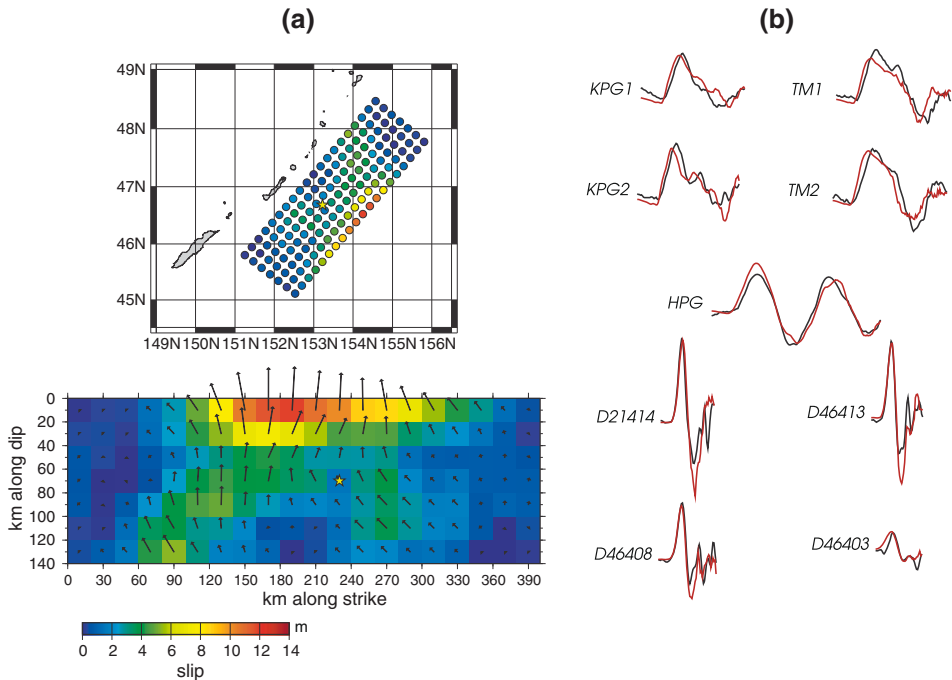 (a)
(b)
49N
48N
47N
46N
45N
149N 150N 151N 152N 153N 154N 155N 156N
KPG1
TM1
KPG2
TM2
HPG
D21414
D46413
D46408
D46403
km along dip
0
20
40
60
80
100
120
140
0 30 60 90 120 150 180 210 240 270 300 330 360 390
km along strike
m
0 2 4 6 8 10 12 14
slip